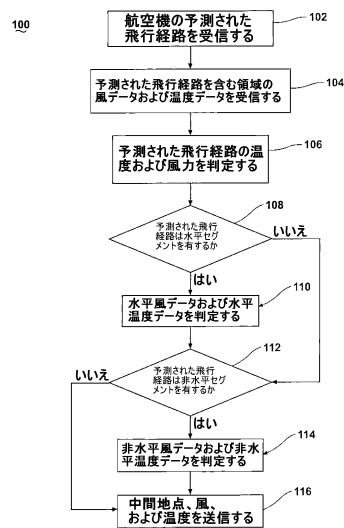 100
航空機の予測された
飛行経路を受信する
102
予測された飛行経路を含む領域の
風データおよび温度データを受信する
104
予測された飛行経路の温
度および風力を判定する
106
108
予測された飛行
経路は水平セグ
メントを有するか
いいえ
はい
水平風データおよび水平
温度データを判定する
110
112
予測された飛行
経路は非水平セグ
メントを有するか
いいえ
はい
非水平風データおよび非水
平温度データを判定する
114
中間地点、風、
および温度を送信する
116